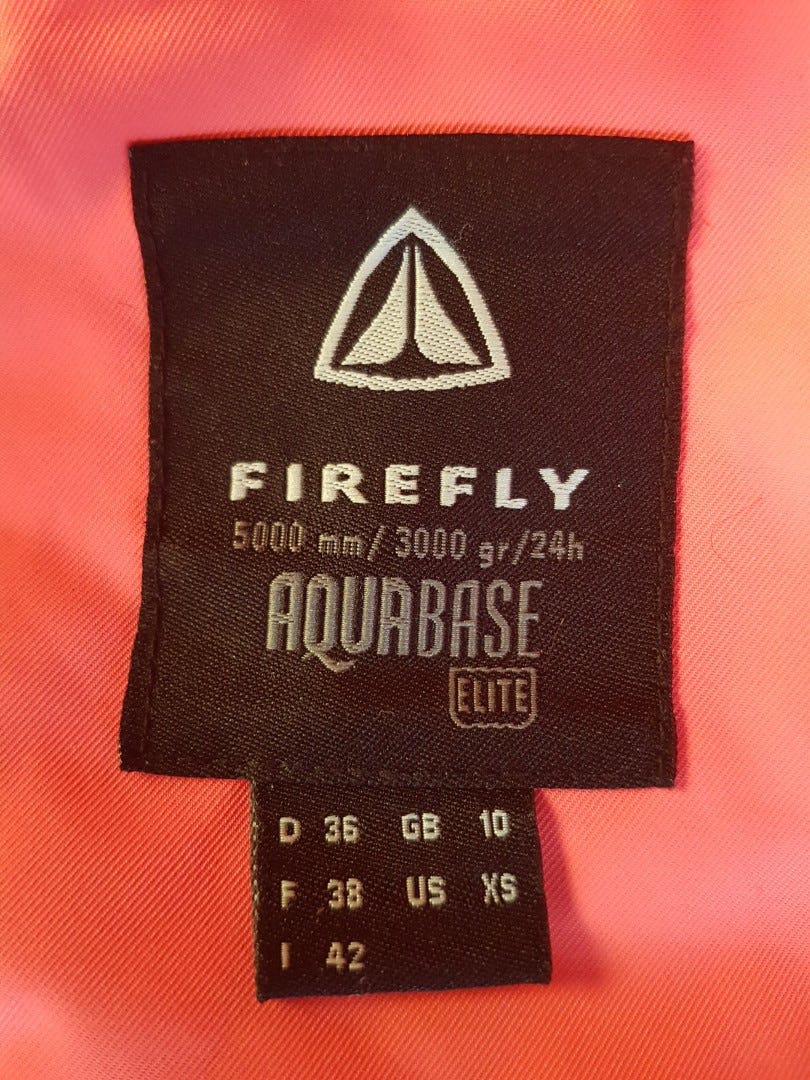 FIREFLY
5000 mm/ 3000 gr/24h
AQUABASE
ELITE
D 36 GB 10
F 38 US XS
I 42